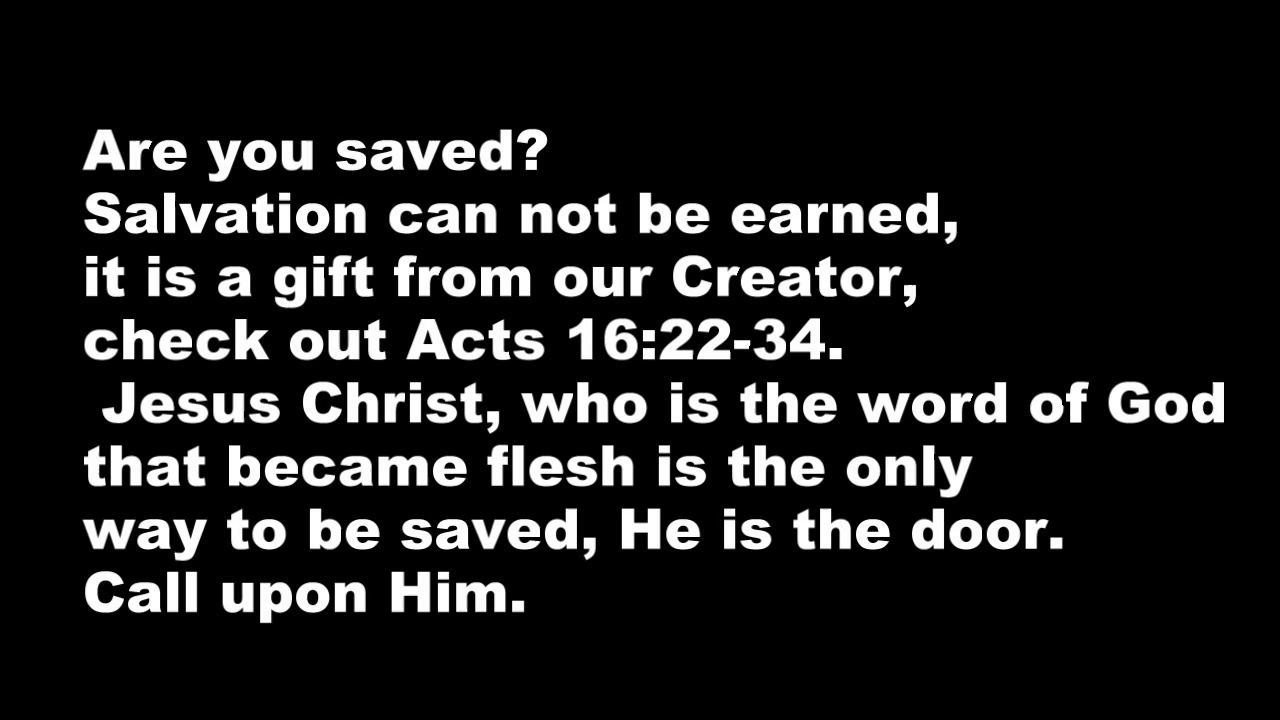 Are you saved?
Salvation can not be earned,
it is a gift from our Creator,
check out Acts 16:22-34.
Jesus Christ, who is the word of God
that became flesh is the only
way to be saved, He is the door.
Call upon Him.